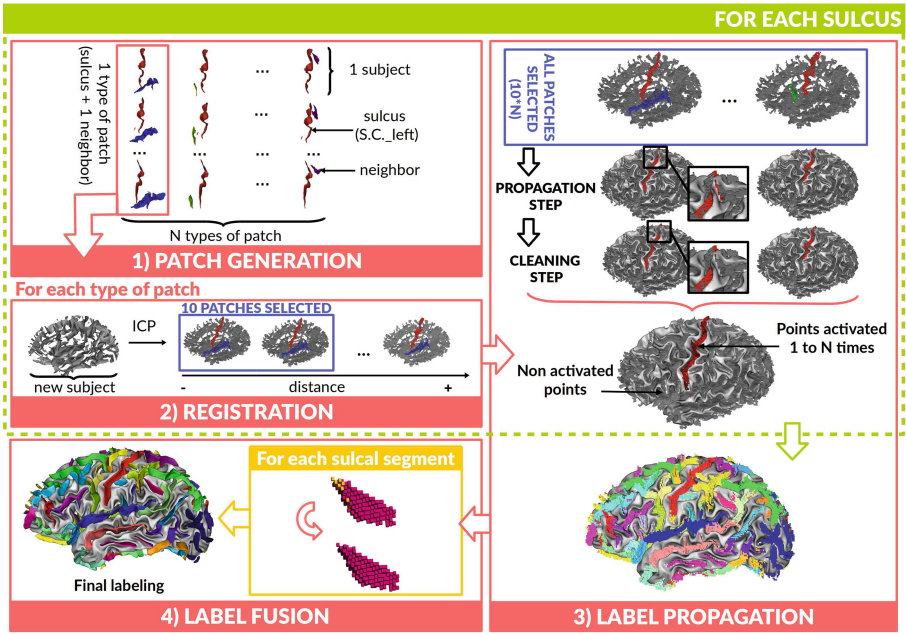 FOR EACH SULCUS
1 type of patch
(sulcus + 1 neighbor)
...
...
...
...
...
1 subject
sulcus
(S.C._left)
neighbor
N types of patch
1) PATCH GENERATION
For each type of patch
new subject
ICP
10 PATCHES SELECTED
...
- distance +
2) REGISTRATION
ALL PATCHES
SELECTED
(10*N)
...
PROPAGATION
STEP
CLEANING
STEP
Points activated
1 to N times
Non activated
points
3) LABEL PROPAGATION
For each sulcal segment
Final labeling
4) LABEL FUSION